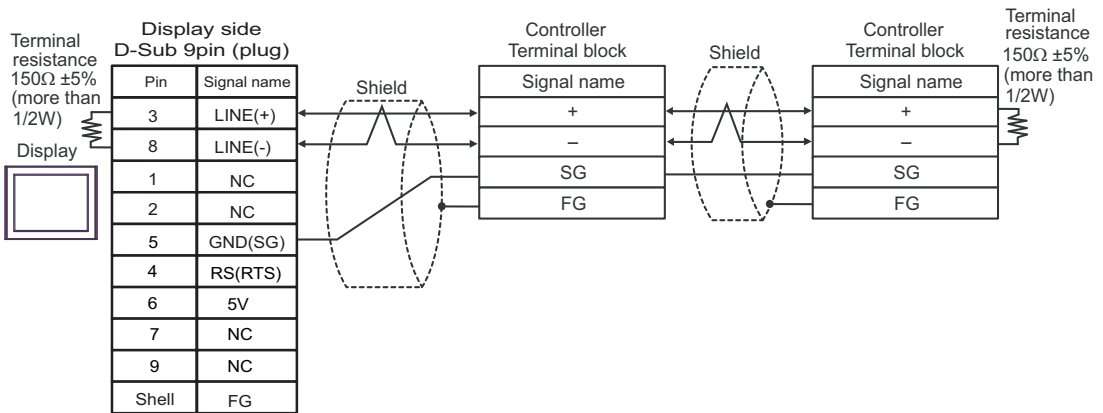 Terminal
resistance
150Ω ±5%
(more than
1/2W)
Display
Display side
D-Sub 9pin (plug)
Pin Signal name
3 LINE(+)
8 LINE(-)
1 NC
2 NC
5 GND(SG)
4 RS(RTS)
6 5V
7 NC
9 NC
Shell FG
Shield
Controller
Terminal block
Signal name
+
–
SG
FG
Shield
Controller
Terminal block
Signal name
+
–
SG
FG
Terminal
resistance
150Ω ±5%
(more than
1/2W)